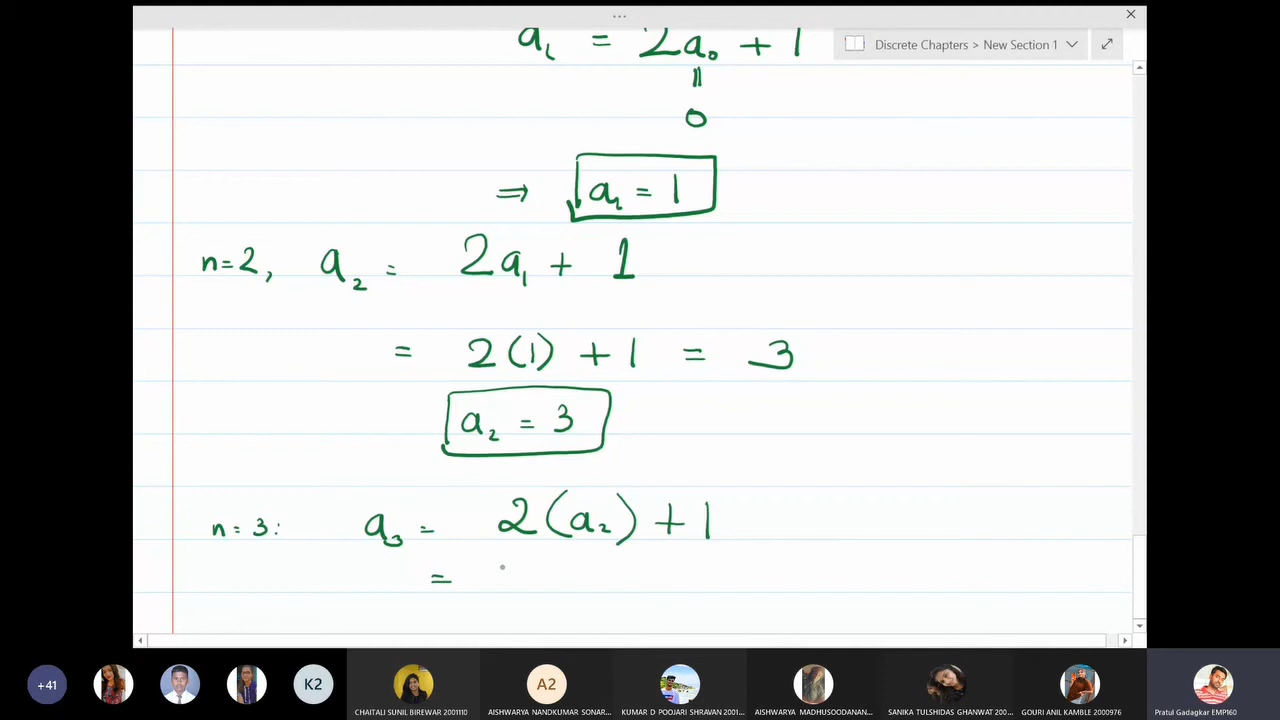 Discrete Chapters > New Section 1
a₁ = 2a₀ + 1
||
0
⇒ a₁ = 1
n=2, a₂ = 2a₁ + 1
= 2(1) + 1 = 3
a₂ = 3
n = 3: a₃ = 2(a₂) + 1
=
+41
K2
A2
CHAITALI SUNIL BIREWAR 2001110
AISHWARYA NANDKUMAR SONAR...
KUMAR D POOJARI SHRAVAN 2001...
AISHWARYA MADHUSOODANAN...
SANIKA TULSHIDAS GHANWAT 200...
GOURI ANIL KAMBLE 2000976
Pratul Gadagkar EMP160